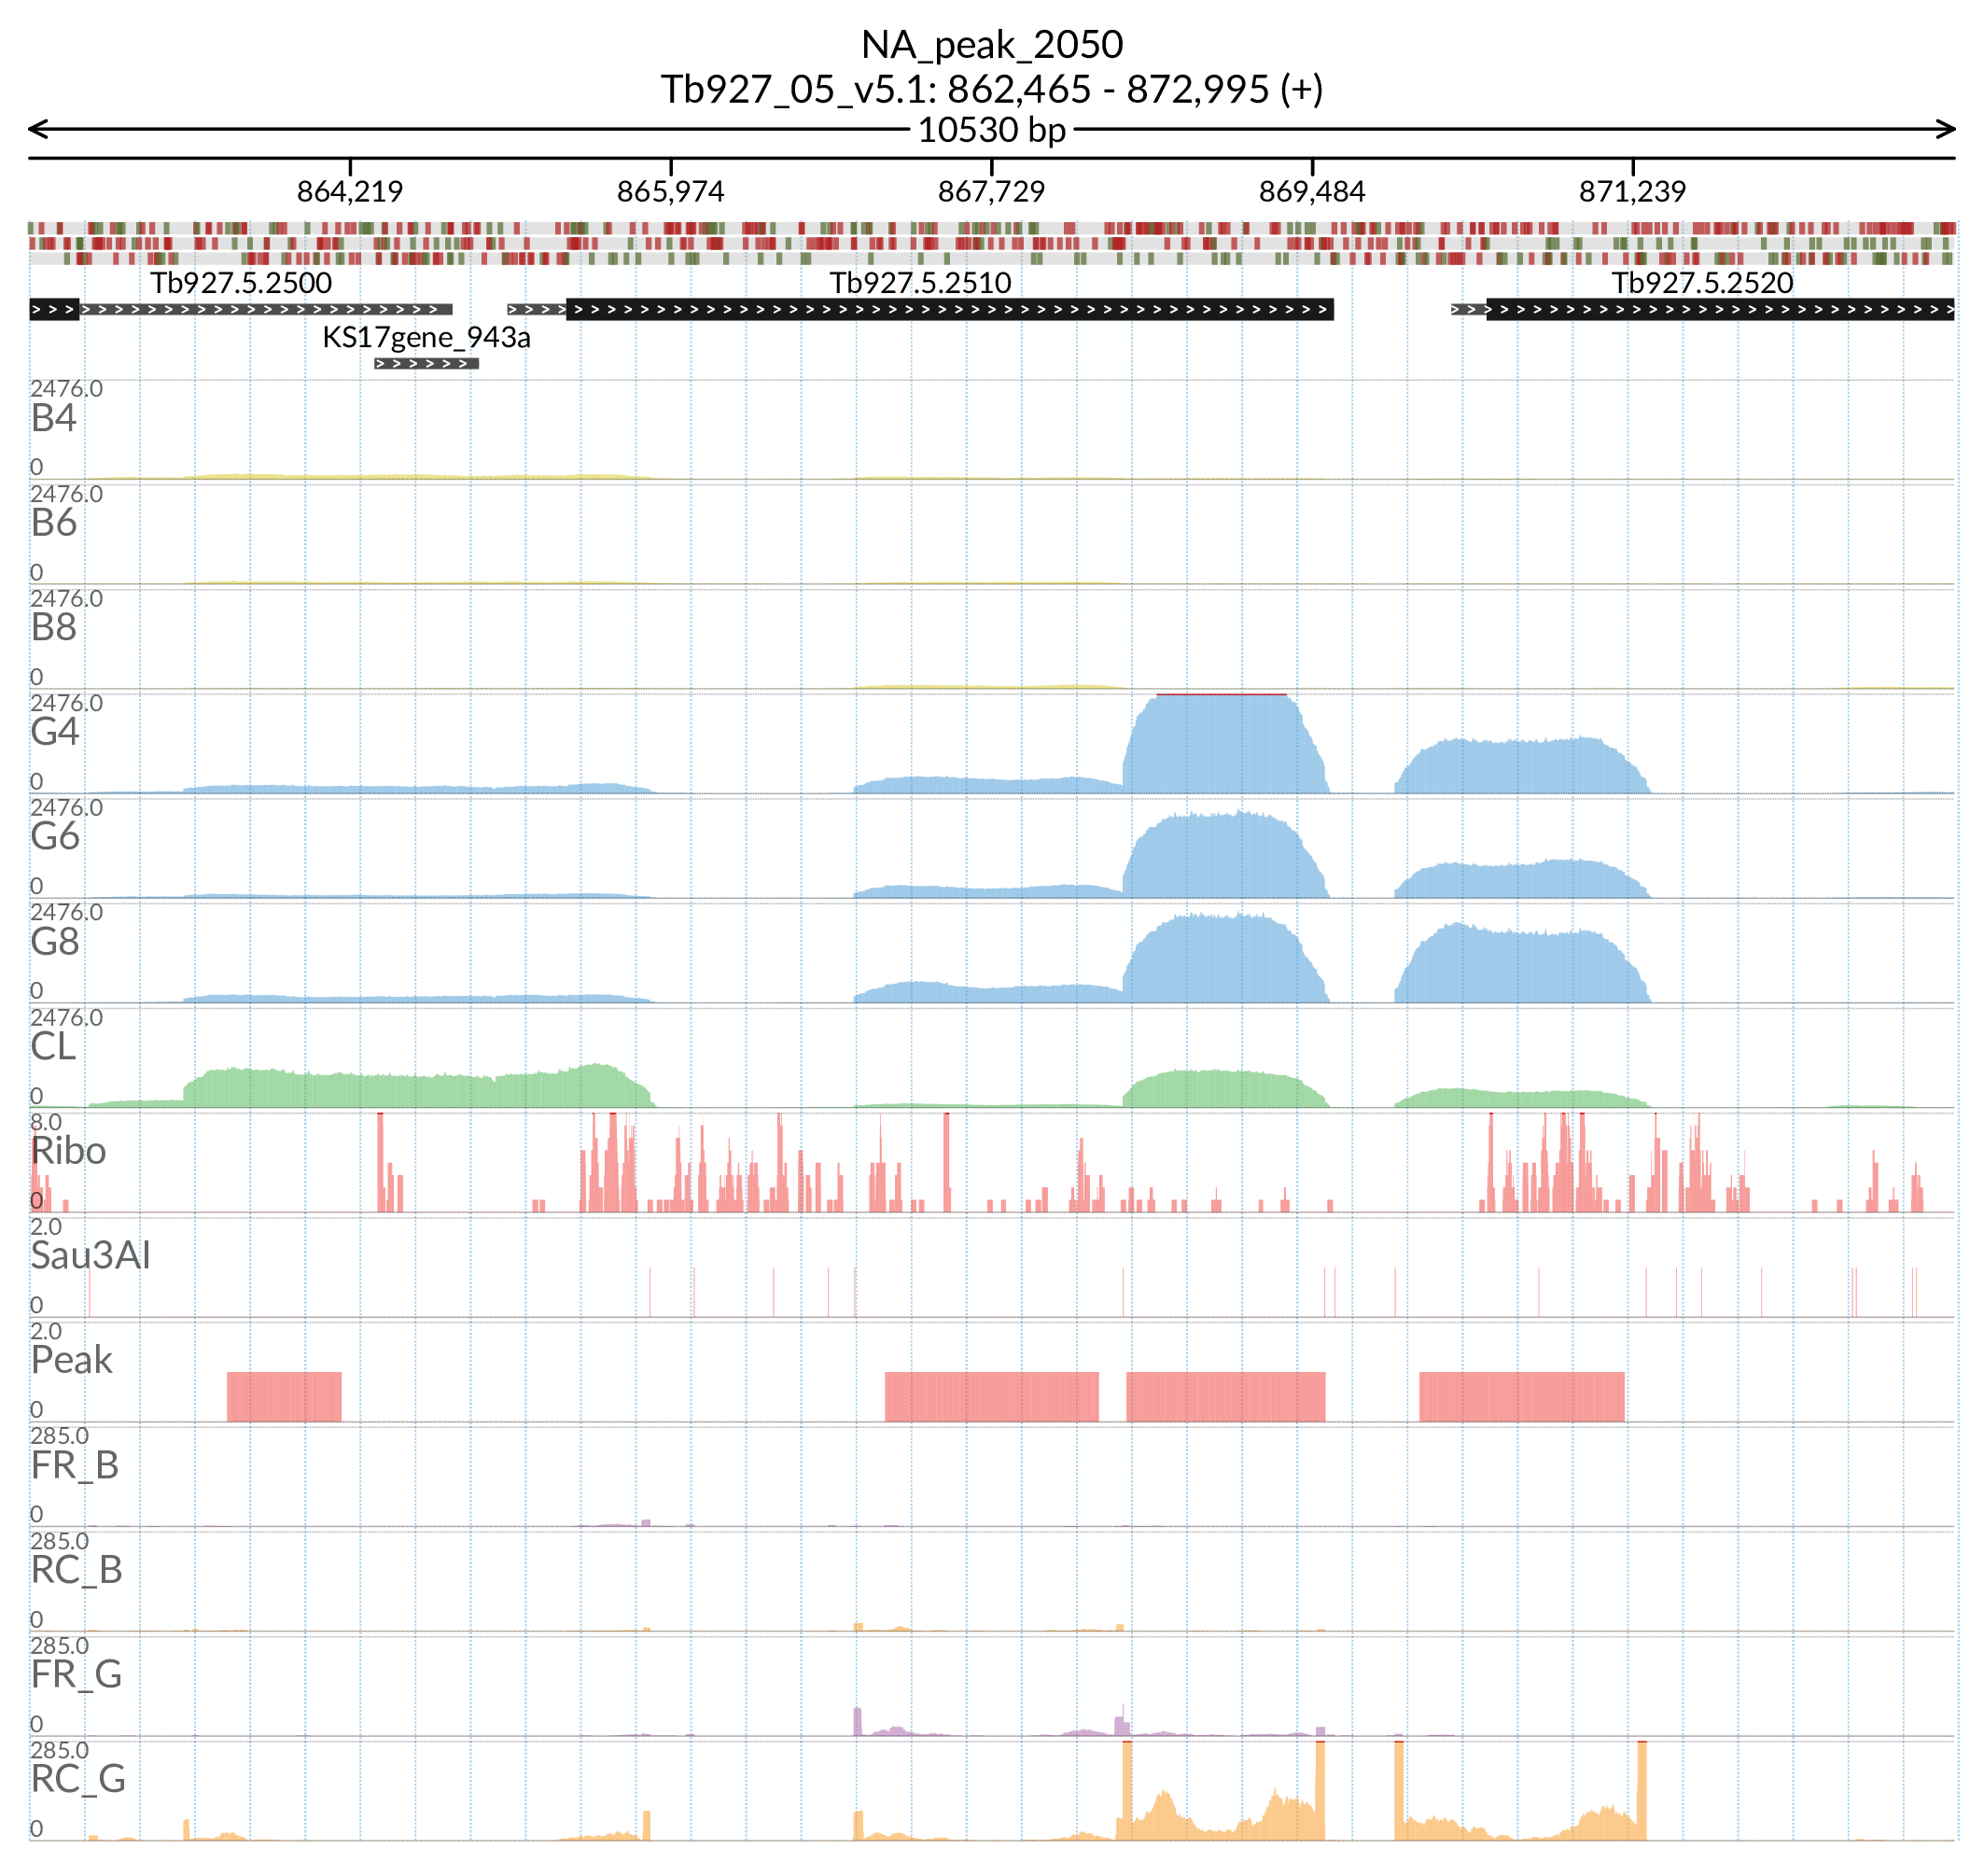 NA_peak_2050
Tb927_05_v5.1: 862,465 - 872,995 (+)
10530 bp
864,219 865,974 867,729 869,484 871,239
Tb927.5.2500 Tb927.5.2510 Tb927.5.2520
KS17gene_943a
2476.0
B4
0
2476.0
B6
0
2476.0
B8
0
2476.0
G4
0
2476.0
G6
0
2476.0
G8
0
2476.0
CL
0
8.0
Ribo
0
2.0
Sau3AI
0
2.0
Peak
0
285.0
FR_B
0
285.0
RC_B
0
285.0
FR_G
0
285.0
RC_G
0